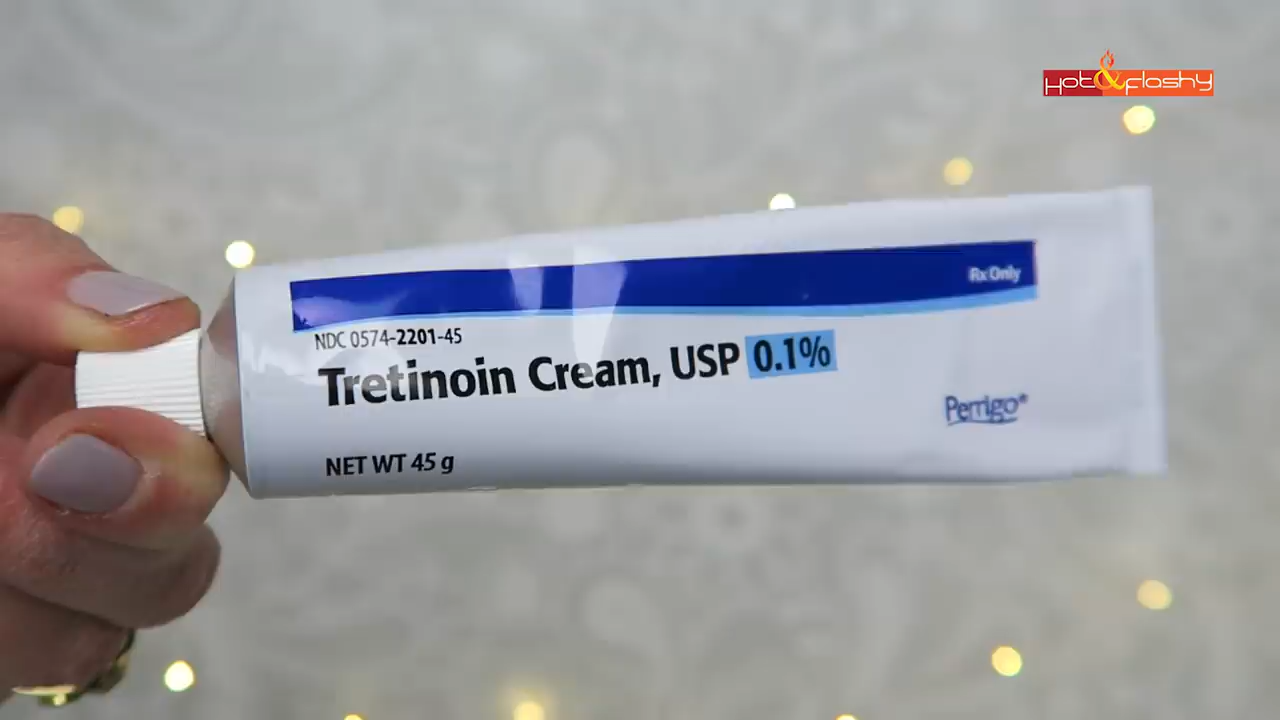 Hot & flashy
Rx Only
NDC 0574-2201-45
Tretinoin Cream, USP 0.1%
Perrigo®
NET WT 45 g